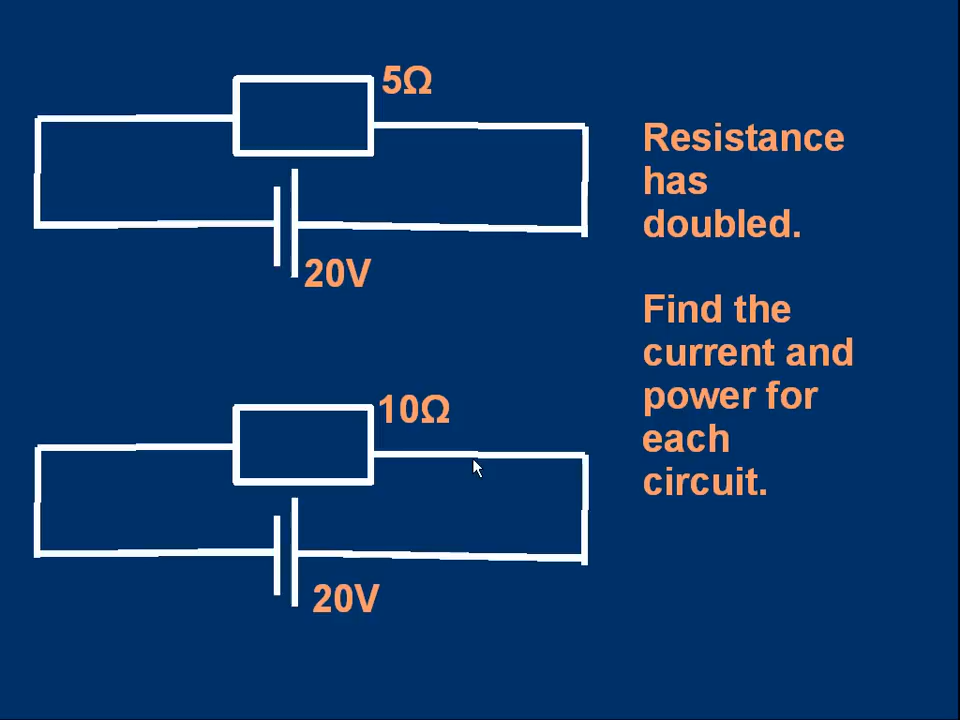 5Ω
20V
Resistance
has
doubled.
Find the
current and
power for
each
circuit.
10Ω
20V